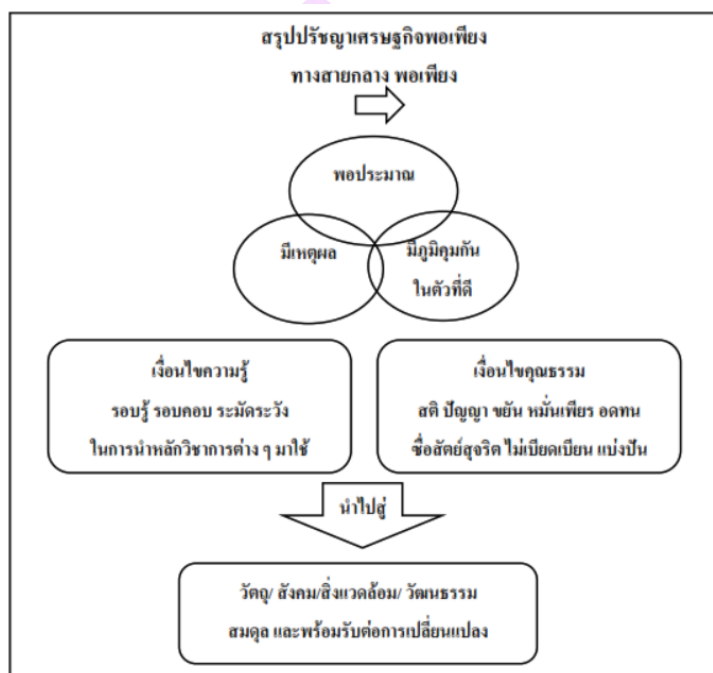 สรุปปรัชญาเศรษฐกิจพอเพียง
ทางสายกลาง พอเพียง
พอประมาณ
มีเหตุผล
มีภูมิคุมกัน
ในตัวที่ดี
เงื่อนไขความรู้
รอบรู้ รอบคอบ ระมัดระวัง
ในการนำหลักวิชาการต่าง ๆ มาใช้
เงื่อนไขคุณธรรม
สติ ปัญญา ขยัน หมั่นเพียร อดทน
ซื่อสัตย์สุจริต ไม่เบียดเบียน แบ่งปัน
นำไปสู่
วัตถุ/ สังคม/สิ่งแวดล้อม/ วัฒนธรรม
สมดุล และพร้อมรับต่อการเปลี่ยนแปลง